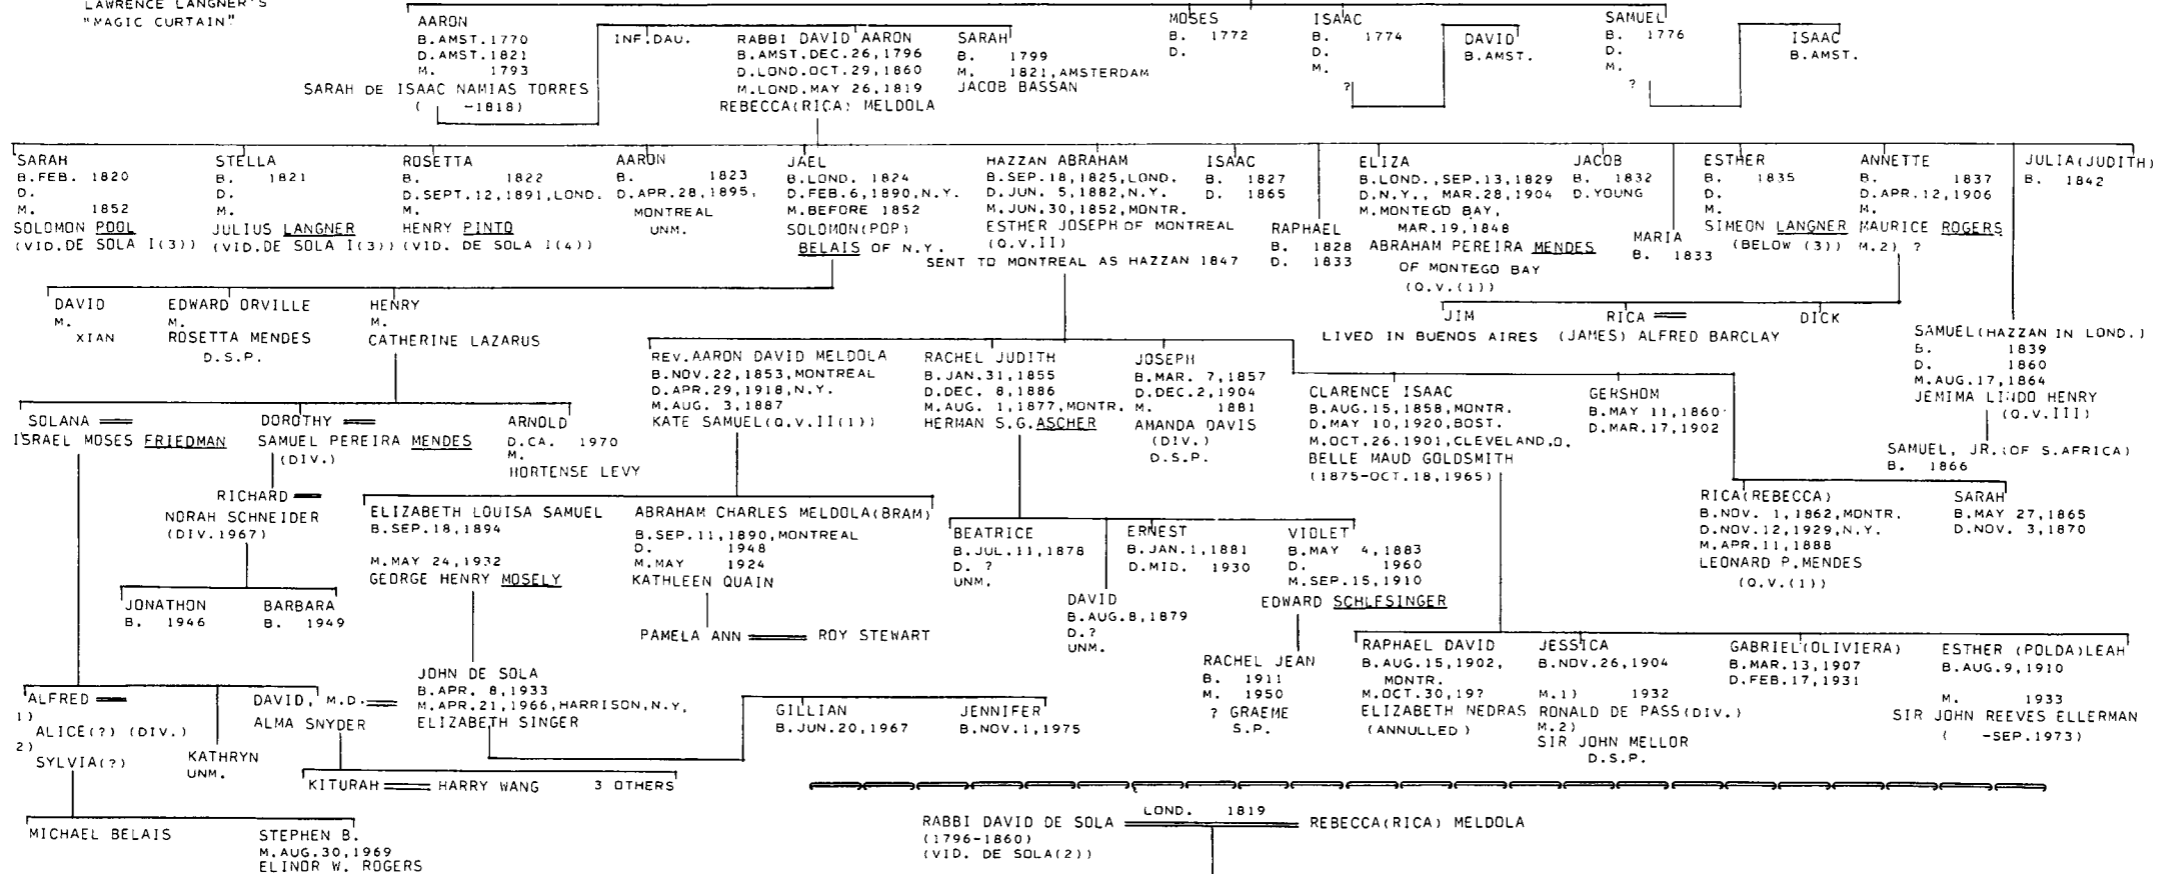 LAWRENCE LANGNER'S
"MAGIC CURTAIN"
AARON
B.AMST.1770
D.AMST.1821
M. 1793
SARAH DE ISAAC NAMIAS TORRES
( -1818)
INF.DAU.
RABBI DAVID AARON
B.AMST.DEC.26,1796
D.LOND.OCT.29,1860
M.LOND.MAY 26,1819
REBECCA(RICA) MELDOLA
SARAH
B. 1799
M. 1821,AMSTERDAM
JACOB BASSAN
MOSES
B. 1772
D.
ISAAC
B. 1774
D.
M.
?
DAVID
B.AMST.
SAMUEL
B. 1776
D.
M.
?
ISAAC
B.AMST.
SARAH
B.FEB. 1820
D.
M. 1852
SOLOMON POOL
(VID.DE SOLA I(3))
STELLA
B. 1821
D.
M.
JULIUS LANGNER
(VID.DE SOLA I(3))
ROSETTA
B. 1822
D.SEPT.12,1891,LOND.
M.
HENRY PINTO
(VID. DE SOLA I(4))
AARON
B. 1823
D.APR.28,1895,
MONTREAL
UNM.
JAEL
B.LOND. 1824
D.FEB.6,1890,N.Y.
M.BEFORE 1852
SOLOMON(POP)
BELAIS OF N.Y.
HAZZAN ABRAHAM
B.SEP.18,1825,LOND.
D.JUN. 5,1882,N.Y.
M.JUN.30,1852,MONTR.
ESTHER JOSEPH OF MONTREAL
(Q.V.II)
SENT TO MONTREAL AS HAZZAN 1847
ISAAC
B. 1827
D. 1865
RAPHAEL
B. 1828
D. 1833
ELIZA
B.LOND.,SEP.13,1829
D.N.Y., MAR.28,1904
M.MONTEGO BAY,
MAR.19,1848
ABRAHAM PEREIRA MENDES
OF MONTEGO BAY
(Q.V.(1))
JACOB
B. 1832
D.YOUNG
MARIA
B. 1833
ESTHER
B. 1835
D.
M.
SIMEON LANGNER
(BELOW (3))
ANNETTE
B. 1837
D.APR.12,1906
M.
MAURICE ROGERS
M.2) ?
JULIA(JUDITH)
B. 1842
DAVID
M.
XIAN
EDWARD ORVILLE
M.
ROSETTA MENDES
D.S.P.
HENRY
M.
CATHERINE LAZARUS
JIM
RICA
DICK
LIVED IN BUENOS AIRES (JAMES) ALFRED BARCLAY
SAMUEL(HAZZAN IN LOND.)
B. 1839
D. 1860
M.AUG.17,1864
JEMIMA LINDO HENRY
(Q.V.III)
SAMUEL, JR.(OF S.AFRICA)
B. 1866
REV.AARON DAVID MELDOLA
B.NOV.22,1853,MONTREAL
D.APR.29,1918,N.Y.
M.AUG. 3,1887
KATE SAMUEL(Q.V.II(1))
RACHEL JUDITH
B.JAN.31,1855
D.DEC. 8,1886
M.AUG. 1,1877,MONTR.
HERMAN S.G.ASCHER
JOSEPH
B.MAR. 7,1857
D.DEC.2,1904
M. 1881
AMANDA DAVIS
(DIV.)
D.S.P.
CLARENCE ISAAC
B.AUG.15,1858,MONTR.
D.MAY 10,1920,BOST.
M.OCT.26,1901,CLEVELAND,O.
BELLE MAUD GOLDSMITH
(1875-OCT.18,1965)
GERSHOM
B.MAY 11,1860
D.MAR.17,1902
SOLANA
ISRAEL MOSES FRIEDMAN
DOROTHY
SAMUEL PEREIRA MENDES
(DIV.)
ARNOLD
D.CA. 1970
M.
HORTENSE LEVY
RICA(REBECCA)
B.NOV. 1,1862,MONTR.
D.NOV.12,1929,N.Y.
M.APR.11,1888
LEONARD P.MENDES
(Q.V.(1))
SARAH
B.MAY 27,1865
D.NOV. 3,1870
RICHARD
NORAH SCHNEIDER
(DIV.1967)
ELIZABETH LOUISA SAMUEL
B.SEP.18,1894
M.MAY 24,1932
GEORGE HENRY MOSELY
ABRAHAM CHARLES MELDOLA(BRAM)
B.SEP.11,1890,MONTREAL
D. 1948
M.MAY 1924
KATHLEEN QUAIN
BEATRICE
B.JUL.11,1878
D. ?
UNM.
DAVID
B.AUG.8,1879
D.?
UNM.
ERNEST
B.JAN.1,1881
D.MID. 1930
VIOLET
B.MAY 4,1883
D. 1960
M.SEP.15,1910
EDWARD SCHLESINGER
JONATHON
B. 1946
BARBARA
B. 1949
PAMELA ANN
ROY STEWART
RACHEL JEAN
B. 1911
M. 1950
? GRAEME
S.P.
RAPHAEL DAVID
B.AUG.15,1902,
MONTR.
M.OCT.30,19?
ELIZABETH NEDRAS
(ANNULLED)
JESSICA
B.NOV.26,1904
M.1) 1932
RONALD DE PASS(DIV.)
M.2)
SIR JOHN MELLOR
D.S.P.
GABRIEL(OLIVIERA)
B.MAR.13,1907
D.FEB.17,1931
ESTHER (POLDA)LEAH
B.AUG.9,1910
M. 1933
SIR JOHN REEVES ELLERMAN
( -SEP.1973)
ALFRED
1)
ALICE(?) (DIV.)
2)
SYLVIA(?)
KATHRYN
UNM.
DAVID, M.D.
ALMA SNYDER
JOHN DE SOLA
B.APR. 8,1933
M.APR.21,1966,HARRISON,N.Y.
ELIZABETH SINGER
GILLIAN
B.JUN.20,1967
JENNIFER
B.NOV.1,1975
KITURAH
HARRY WANG
3 OTHERS
MICHAEL BELAIS
STEPHEN B.
M.AUG.30,1969
ELINOR W. ROGERS
RABBI DAVID DE SOLA
(1796-1860)
(VID. DE SOLA(2))
LOND. 1819
REBECCA(RICA) MELDOLA